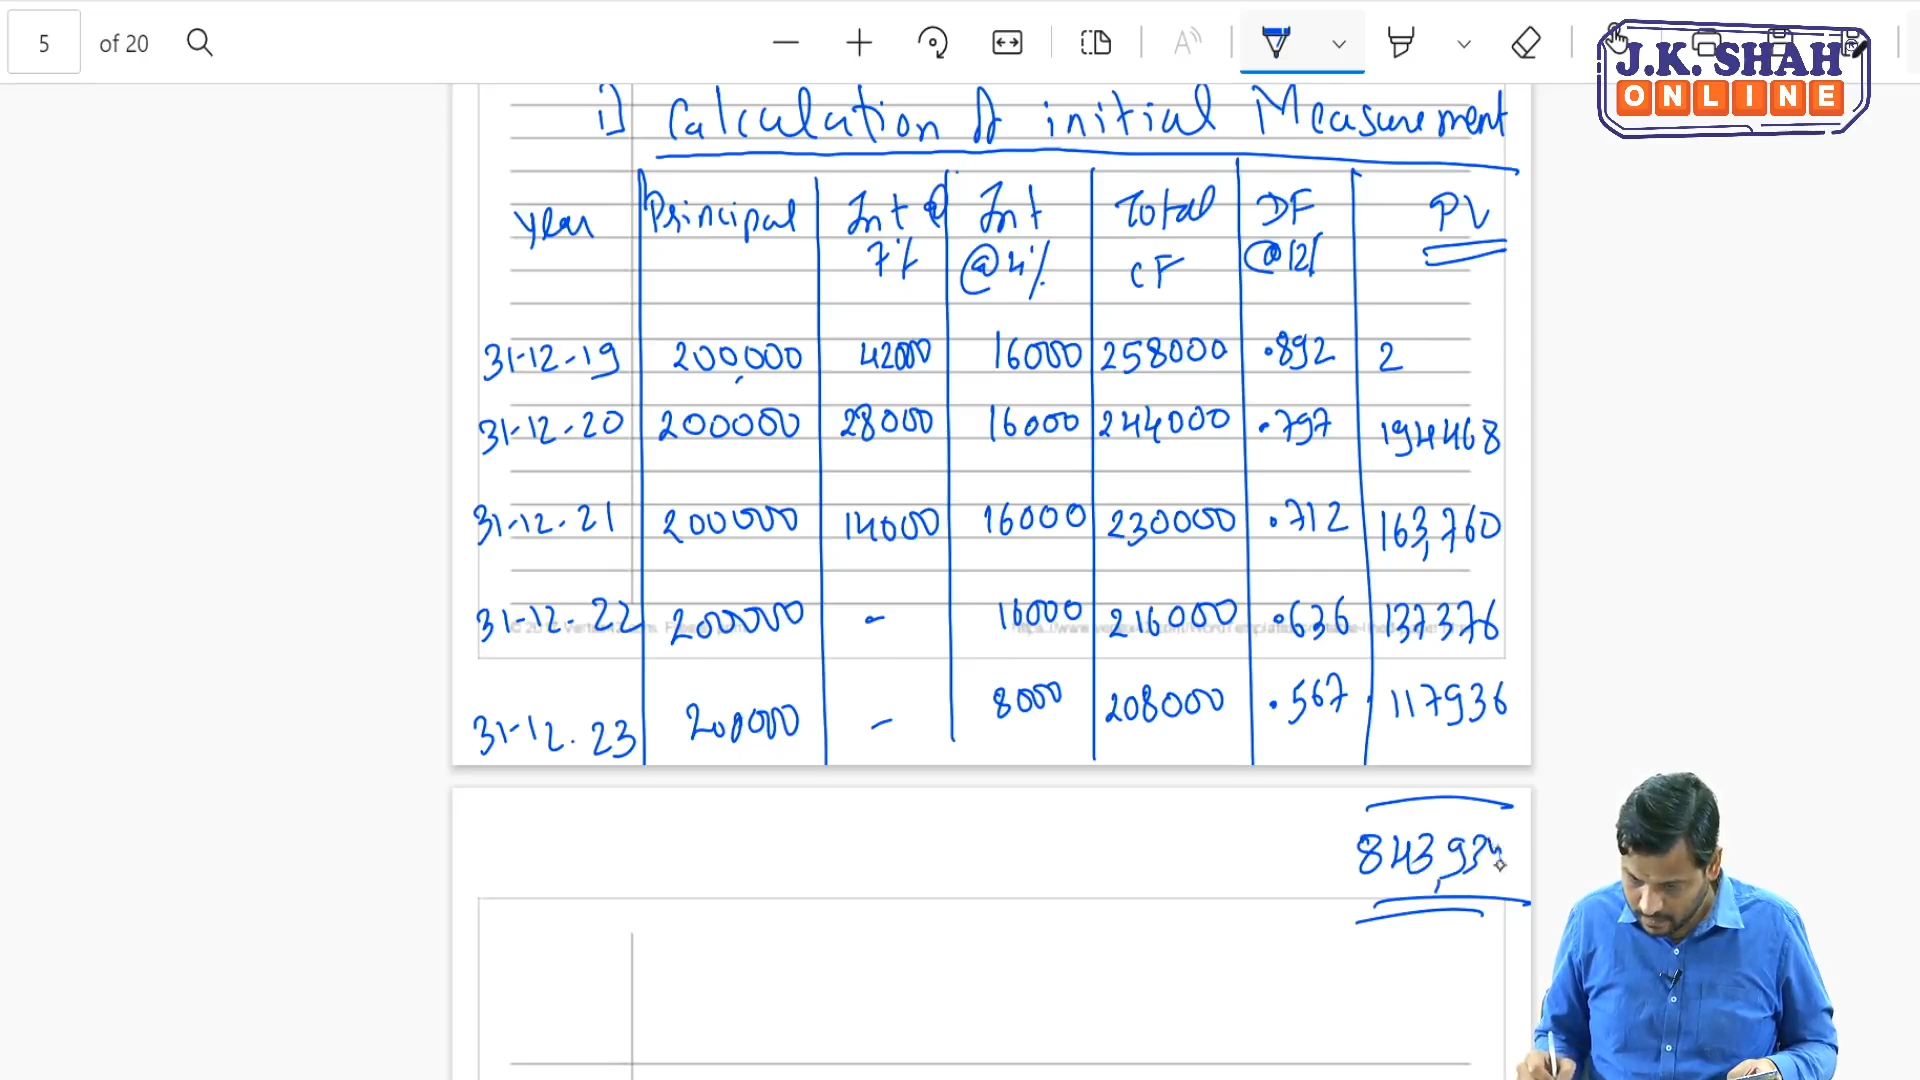 5 of 20
J.K. SHAH
ONLINE
i) Calculation of initial Measurement
year Principal Int @ 7% Int @ 4% Total CF DF @12% PV
31-12-19 200,000 42000 16000 258000 .892 2
31-12-20 200000 28000 16000 244000 .797 194468
31-12-21 200000 14000 16000 230000 .712 163,760
31-12-22 200000 - 16000 216000 .636 137376
31-12-23 200000 - 8000 208000 .567 117936
843,934